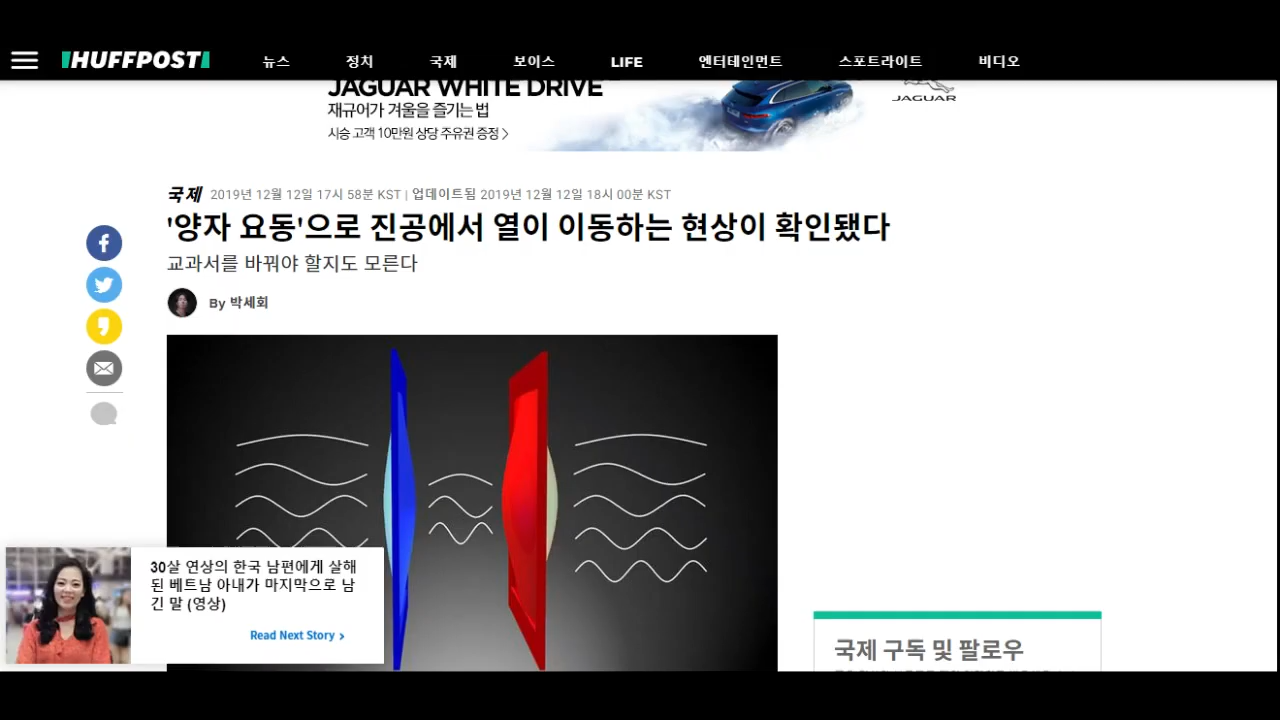 HUFFPOST
뉴스 정치 국제 보이스 LIFE 엔터테인먼트 스포트라이트 비디오
JAGUAR WHITE DRIVE
재규어가 겨울을 즐기는 법
시승 고객 10만원 상당 주유권 증정 >
JAGUAR
국제 2019년 12월 12일 17시 58분 KST | 업데이트됨 2019년 12월 12일 18시 00분 KST
'양자 요동'으로 진공에서 열이 이동하는 현상이 확인됐다
교과서를 바꿔야 할지도 모른다
By 박세회
30살 연상의 한국 남편에게 살해
된 베트남 아내가 마지막으로 남
긴 말 (영상)
Read Next Story >
국제 구독 및 팔로우